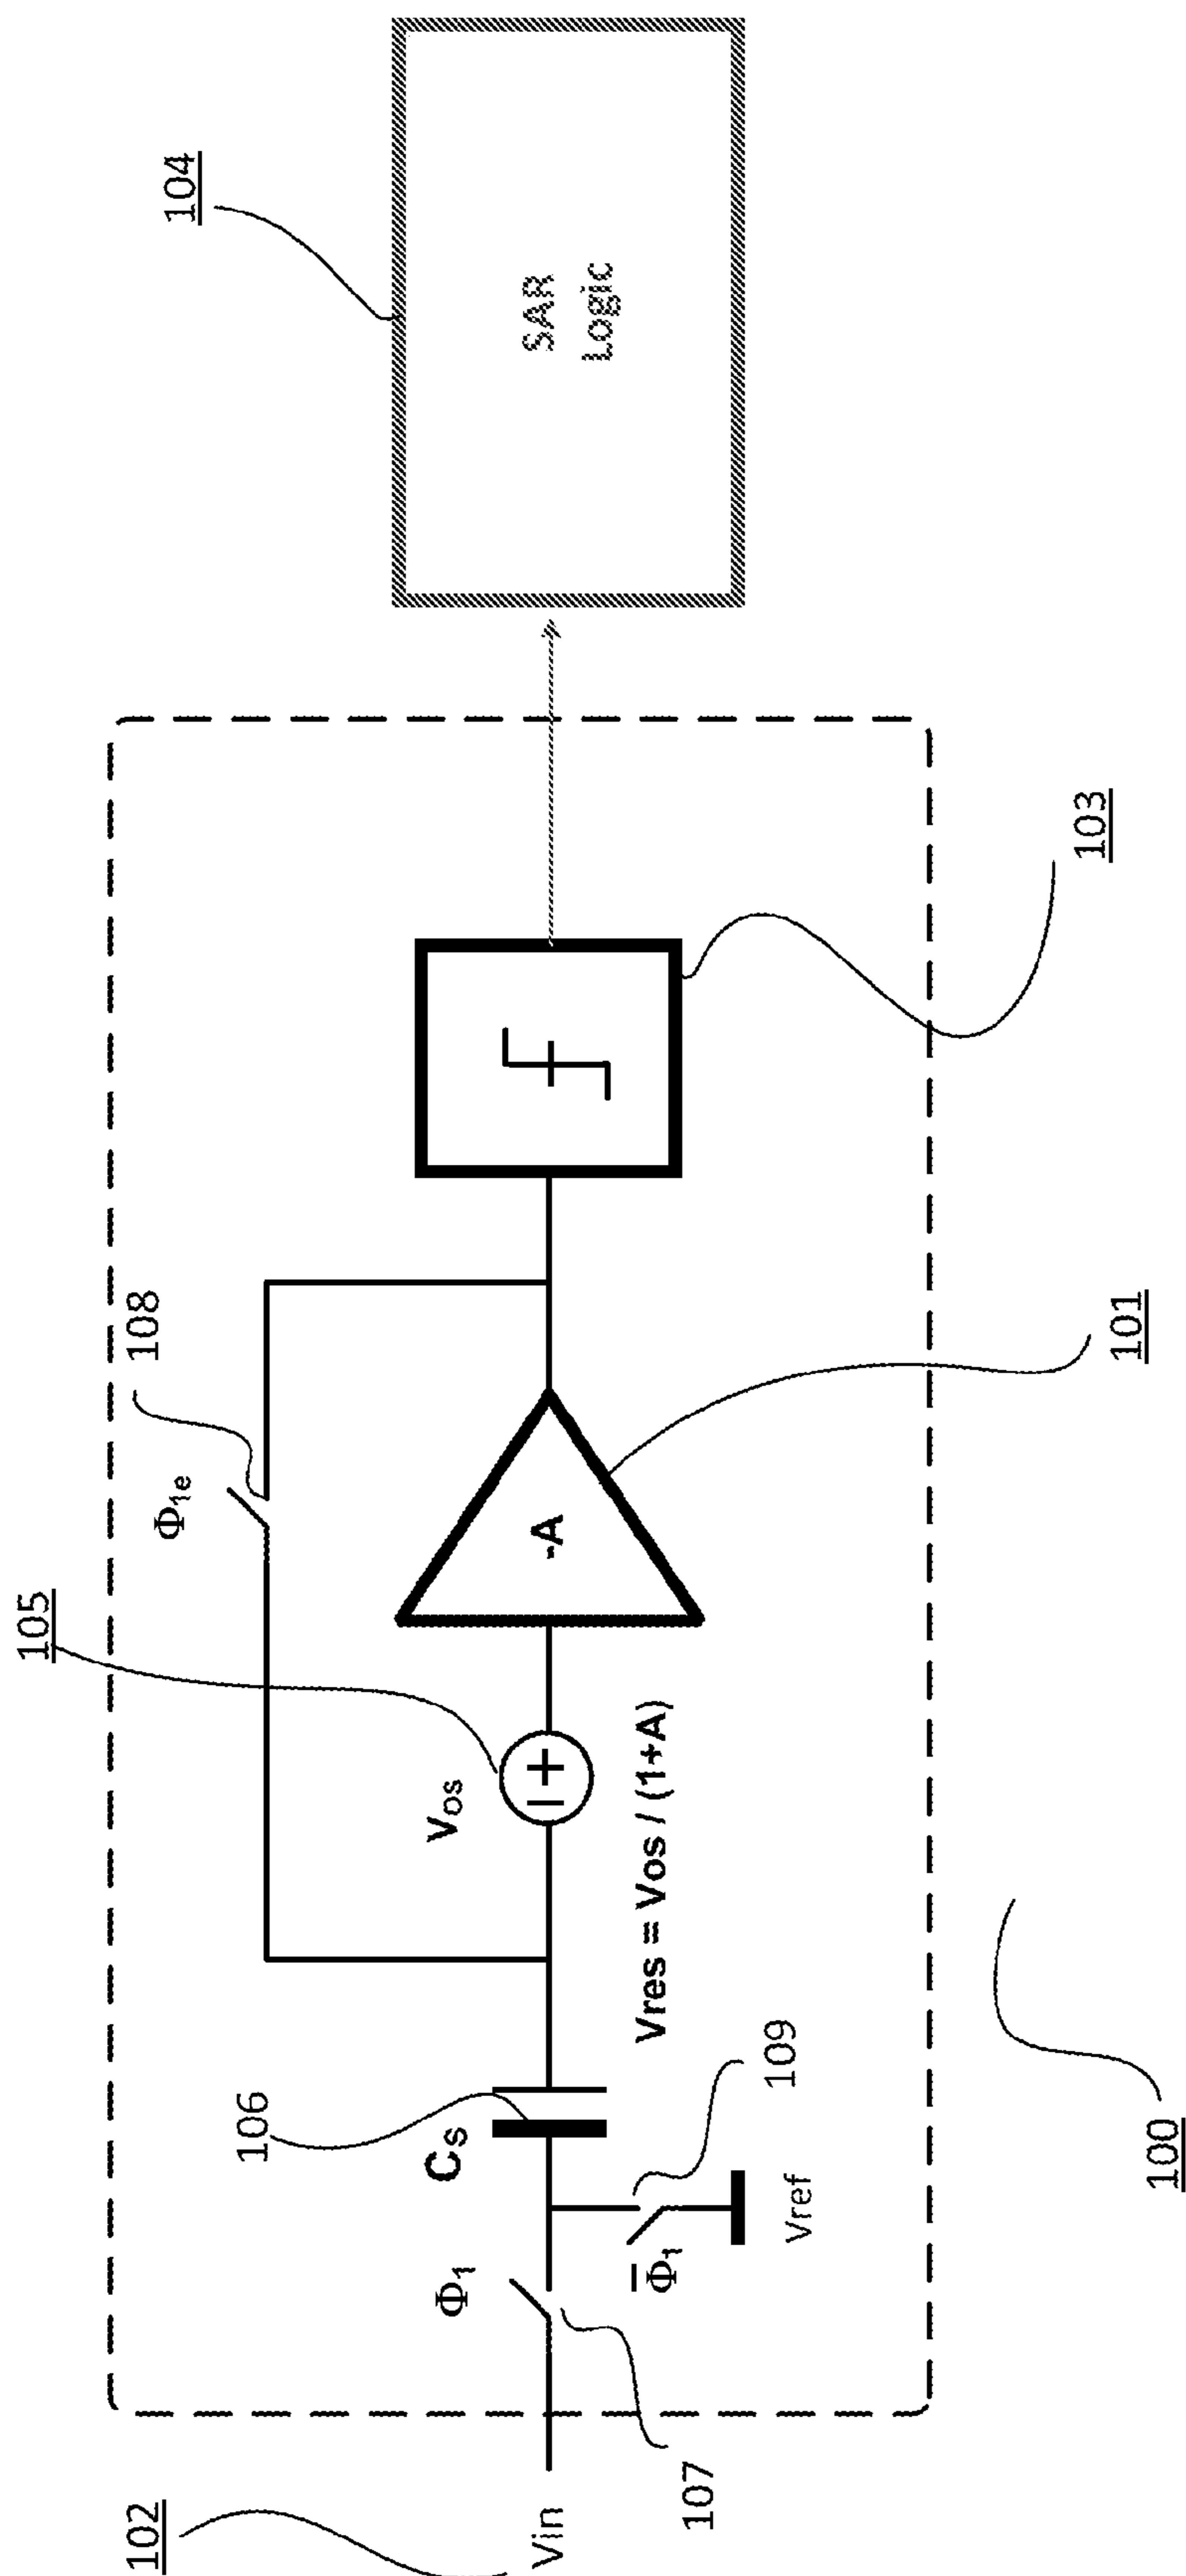 104
SAR
Logic
103
108
Φ1e
101
-A
105
Vos
+
Vres = Vos / (1+A)
106
Cs
109
Φ1
Φ̅1
Vref
100
107
102
Vin